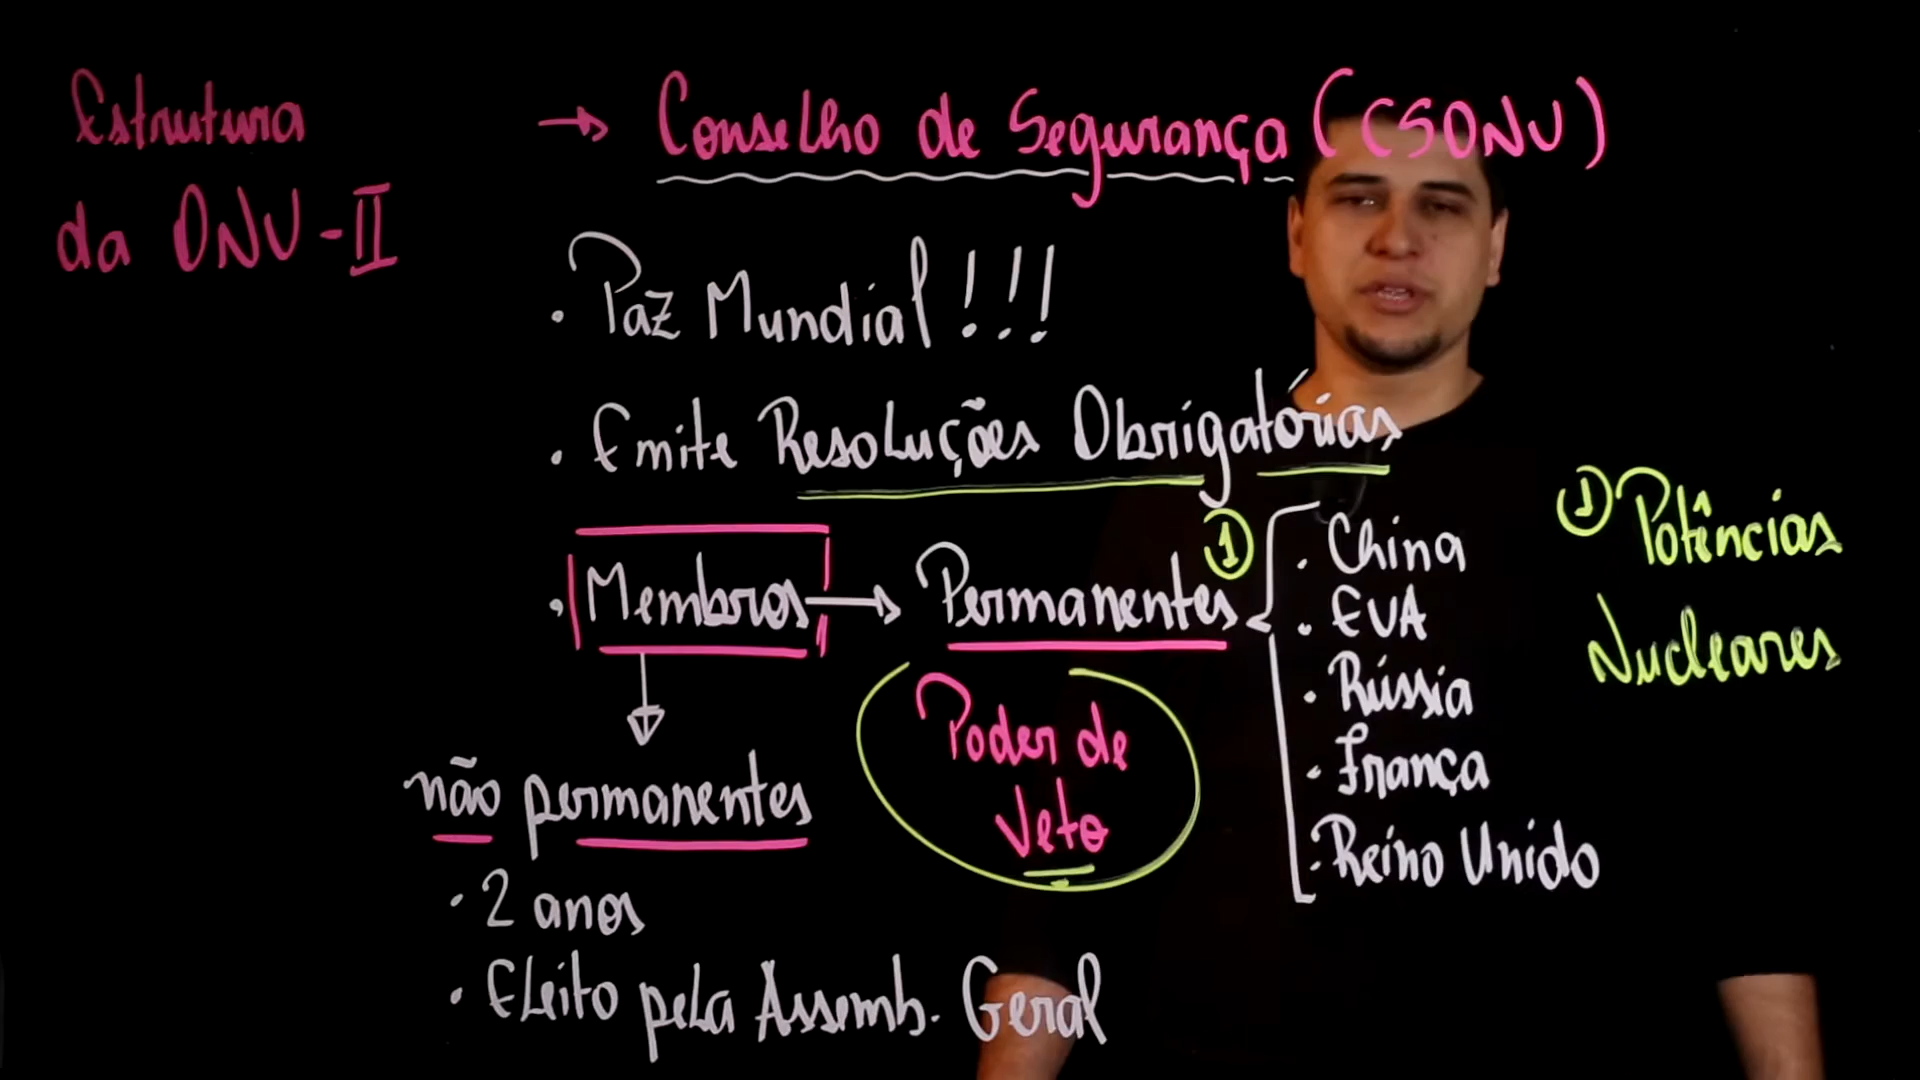 Estrutura
da ONU - II
→ Conselho de Segurança (CSONU)
• Paz Mundial!!!
• Emite Resoluções Obrigatórias
• Membros → Permanentes ①
• China
• EUA
• Rússia
• França
• Reino Unido
① Potências
Nucleares
Poder de
Veto
não permanentes
• 2 anos
• Eleito pela Assemb. Geral